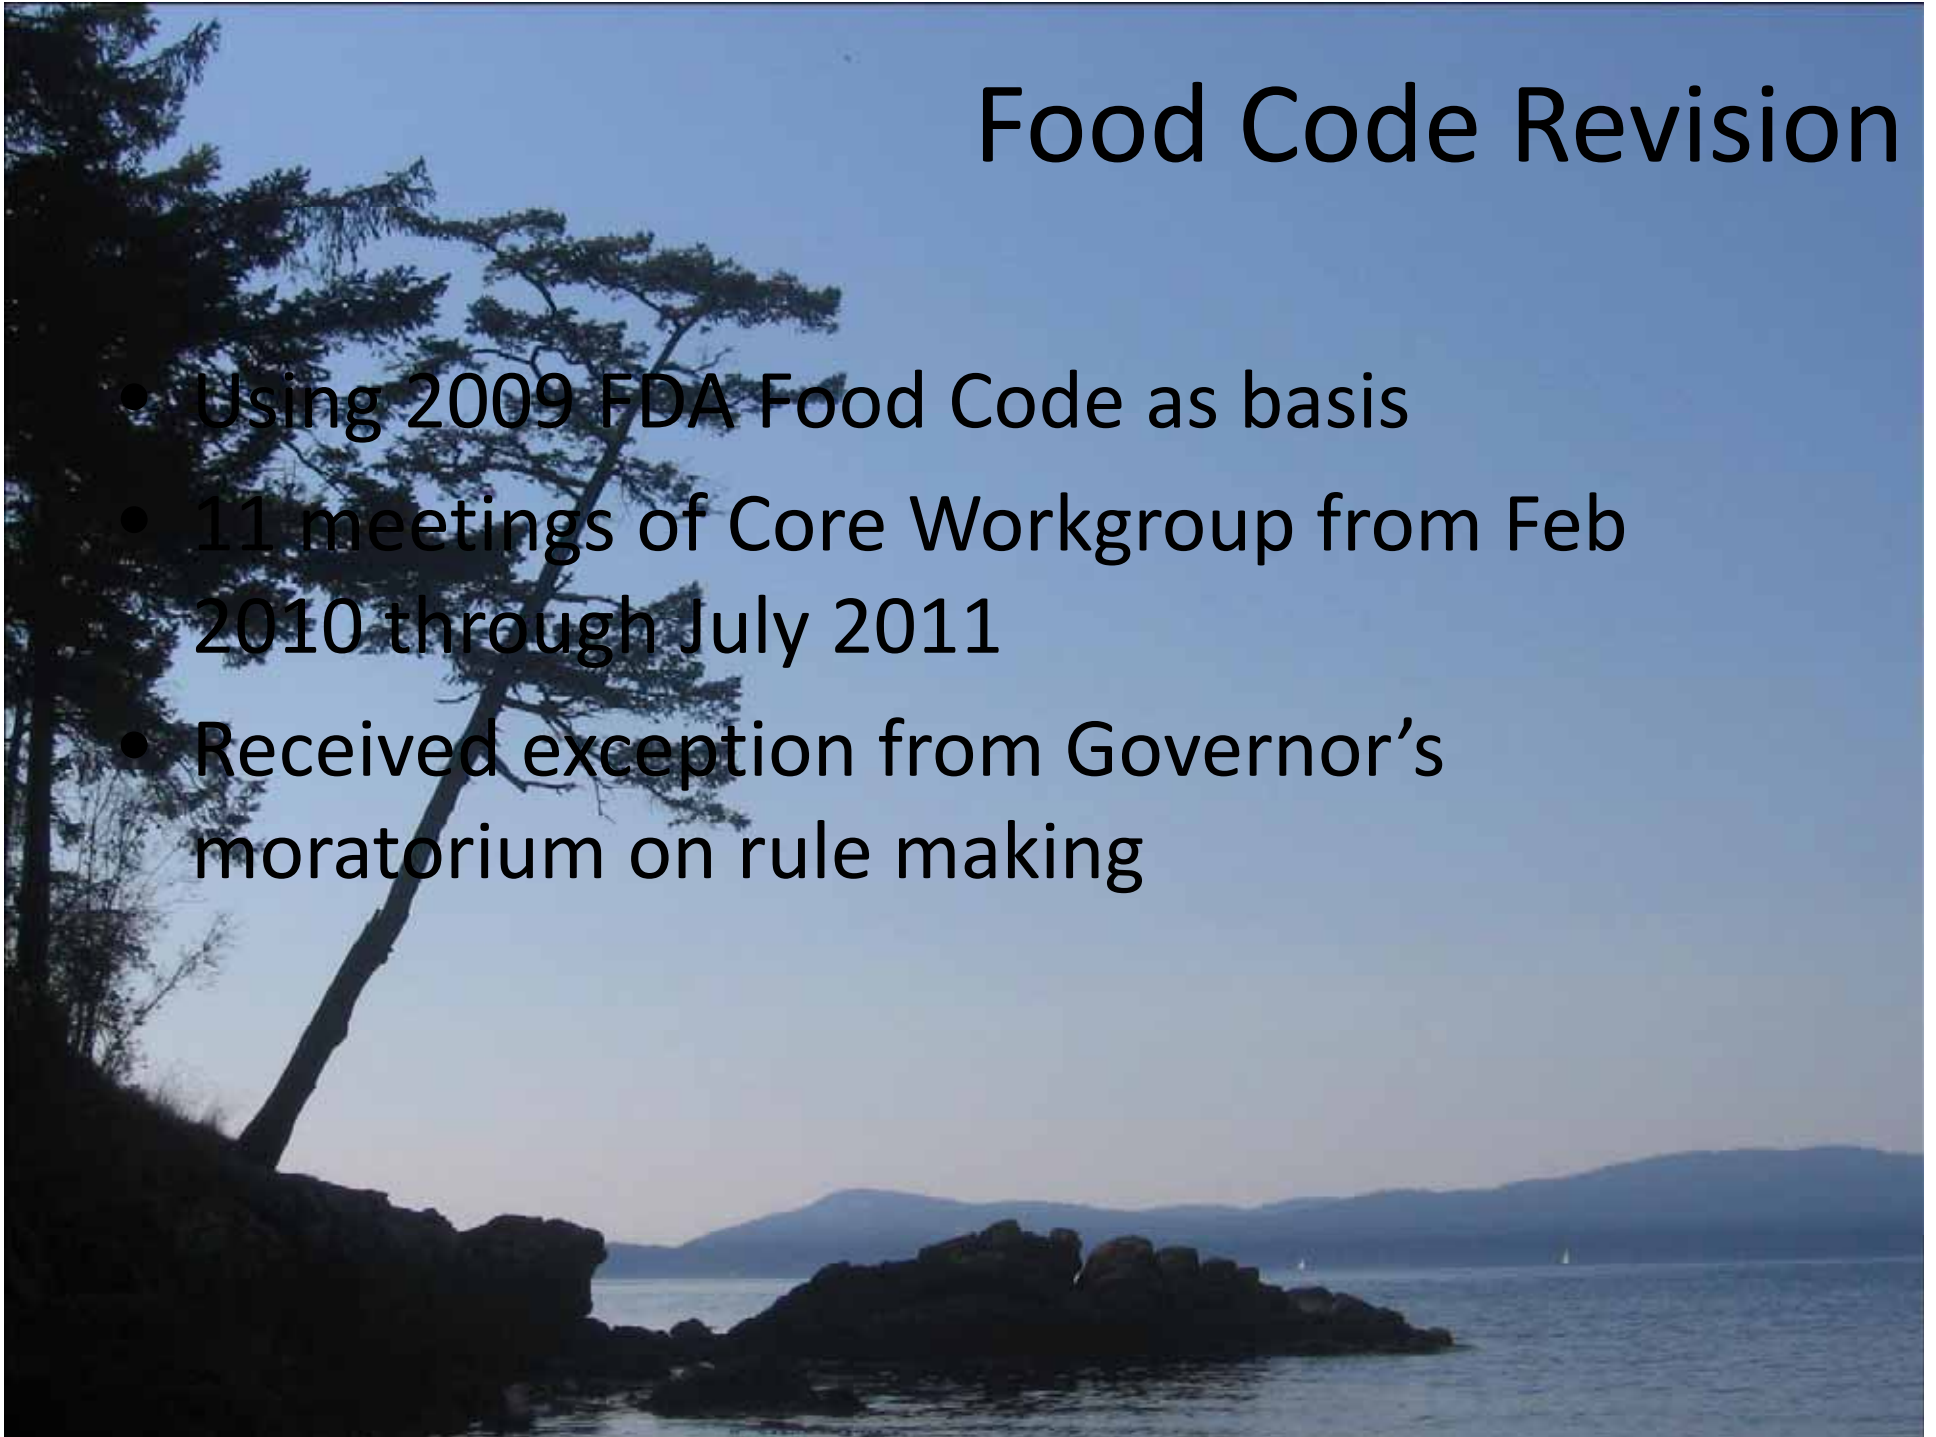 Food Code Revision
• Using 2009 FDA Food Code as basis
• 11 meetings of Core Workgroup from Feb
2010 through July 2011
• Received exception from Governor’s
moratorium on rule making